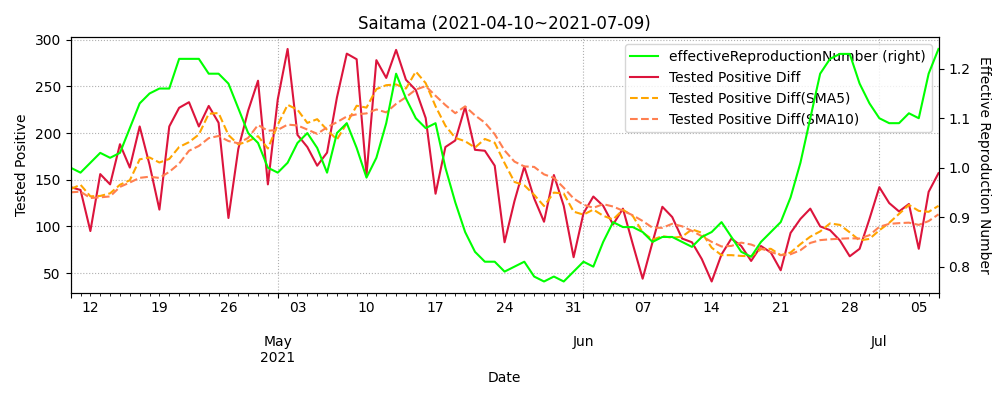 Saitama (2021-04-10~2021-07-09)
effectiveReproductionNumber (right)
Tested Positive Diff
Tested Positive Diff(SMA5)
Tested Positive Diff(SMA10)
Tested Positive
300
250
200
150
100
50
Effective Reproduction Number
1.2
1.1
1.0
0.9
0.8
12 19 26 03 10 17 24 31 07 14 21 28 05
May Jun Jul
2021
Date